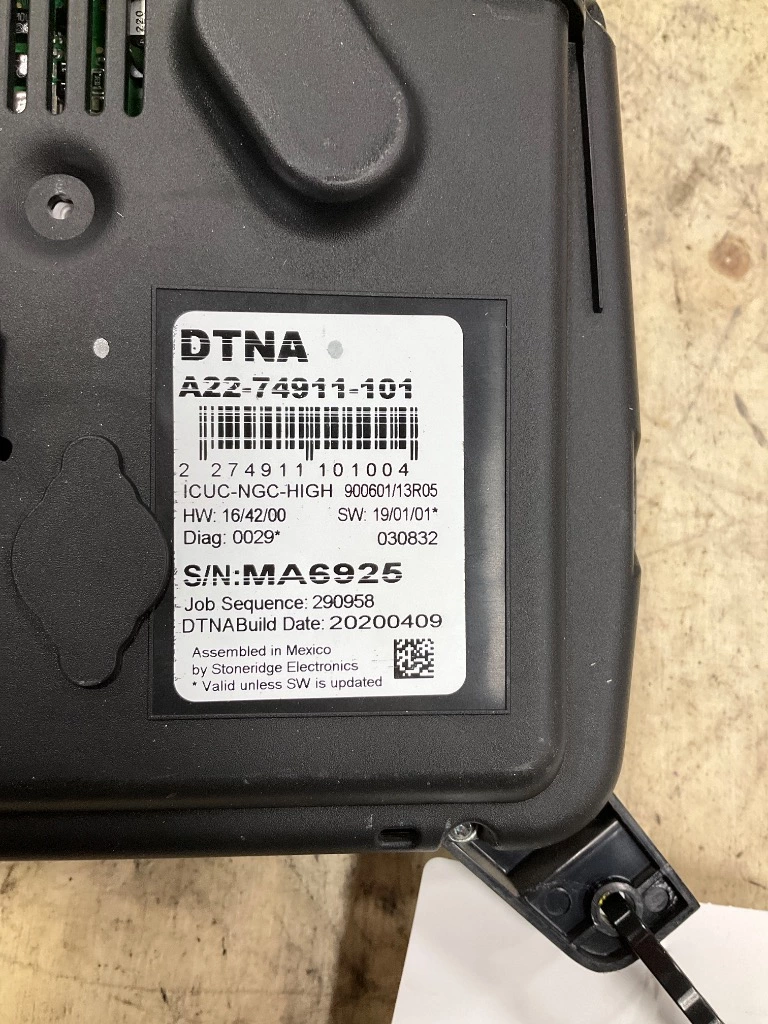 220
DTNA
A22-74911-101
2 274911 101004
ICUC-NGC-HIGH 900601/13R05
HW: 16/42/00 SW: 19/01/01*
Diag: 0029* 030832
S/N:MA6925
Job Sequence: 290958
DTNABuild Date: 20200409
Assembled in Mexico
by Stoneridge Electronics
* Valid unless SW is updated